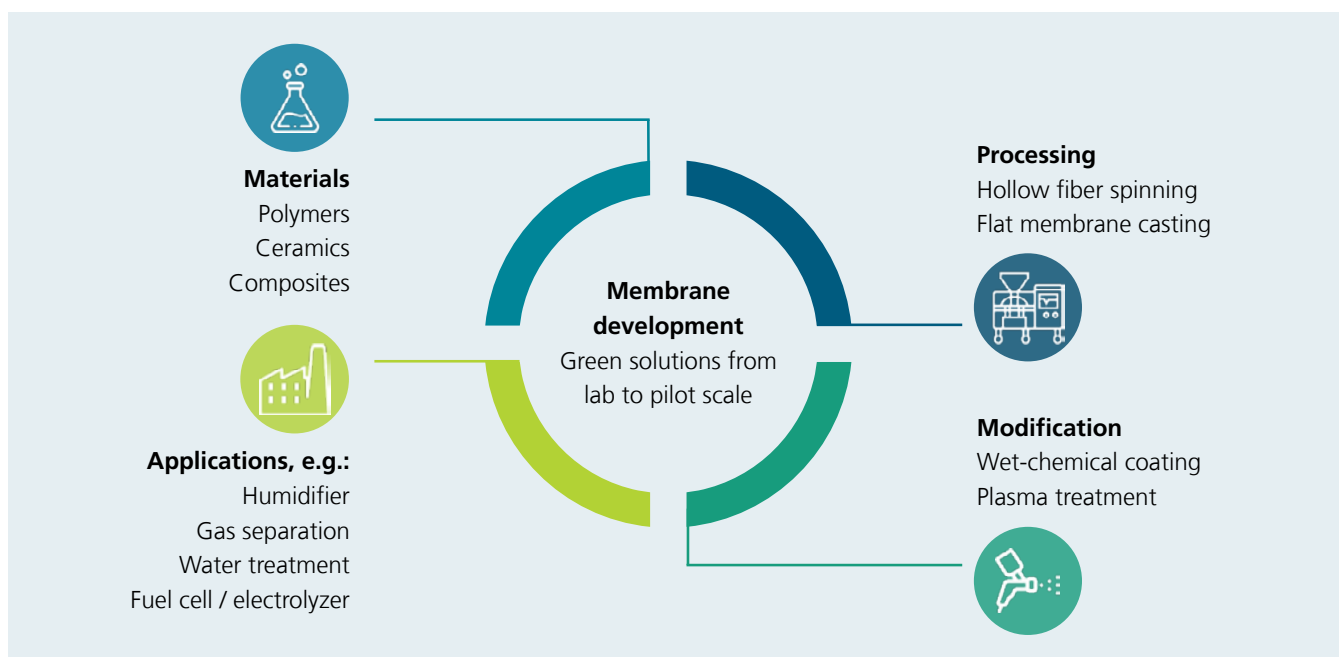 Materials
Polymers
Ceramics
Composites
Applications, e.g.:
Humidifier
Gas separation
Water treatment
Fuel cell / electrolyzer
Membrane
development
Green solutions from
lab to pilot scale
Processing
Hollow fiber spinning
Flat membrane casting
Modification
Wet-chemical coating
Plasma treatment